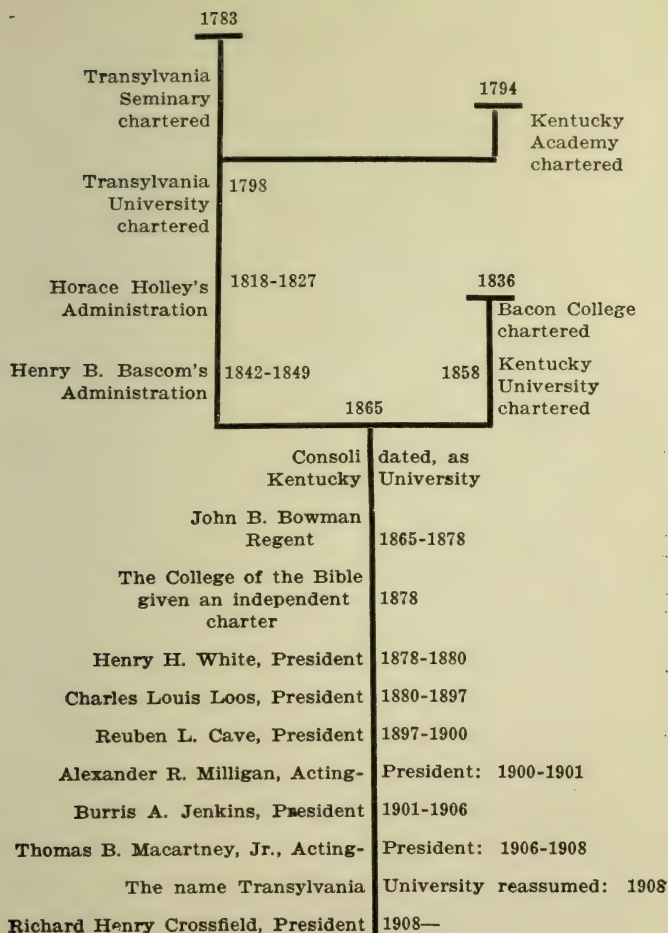 1783
Transylvania
Seminary
chartered
1794
Kentucky
Academy
chartered
Transylvania
University
chartered
1798
Horace Holley's
Administration
1818-1827
1836
Bacon College
chartered
Henry B. Bascom's
Administration
1842-1849
1858
Kentucky
University
chartered
1865
Consoli dated, as
Kentucky University
John B. Bowman
Regent 1865-1878
The College of the Bible
given an independent
charter
1878
Henry H. White, President 1878-1880
Charles Louis Loos, President 1880-1897
Reuben L. Cave, President 1897-1900
Alexander R. Milligan, Acting- President: 1900-1901
Burris A. Jenkins, President 1901-1906
Thomas B. Macartney, Jr., Acting- President: 1906-1908
The name Transylvania University reassumed: 1908
Richard Henry Crossfield, President 1908—